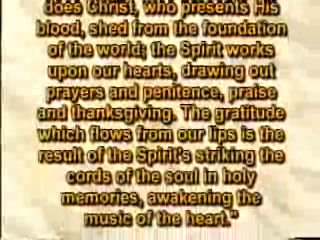 does Christ, who presents His
blood, shed from the foundation
of the world; the Spirit works
upon our hearts, drawing out
prayers and penitence, praise
and thanksgiving. The gratitude
which flows from our lips is the
result of the Spirit's striking the
cords of the soul in holy
memories, awakening the
music of the heart."